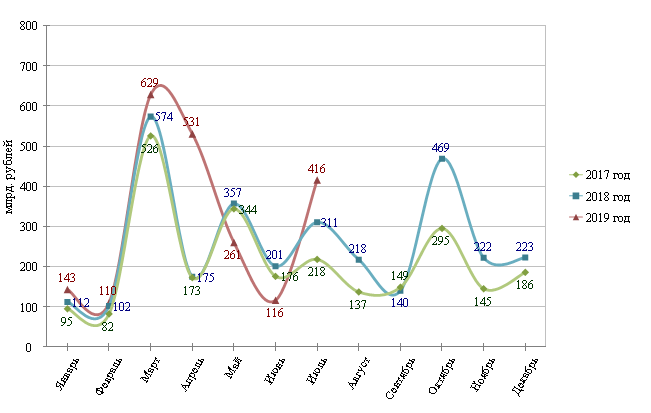 800
700
600
500
400
300
200
100
0
млрд. рублей
629
574
526
531
469
416
357
344
311
295
261
218
218
201
176
175
173
222
223
186
149
140
137
145
143
112
95
110
102
82
116
Январь
Февраль
Март
Апрель
Май
Июнь
Июль
Август
Сентябрь
Октябрь
Ноябрь
Декабрь
2017 год
2018 год
2019 год